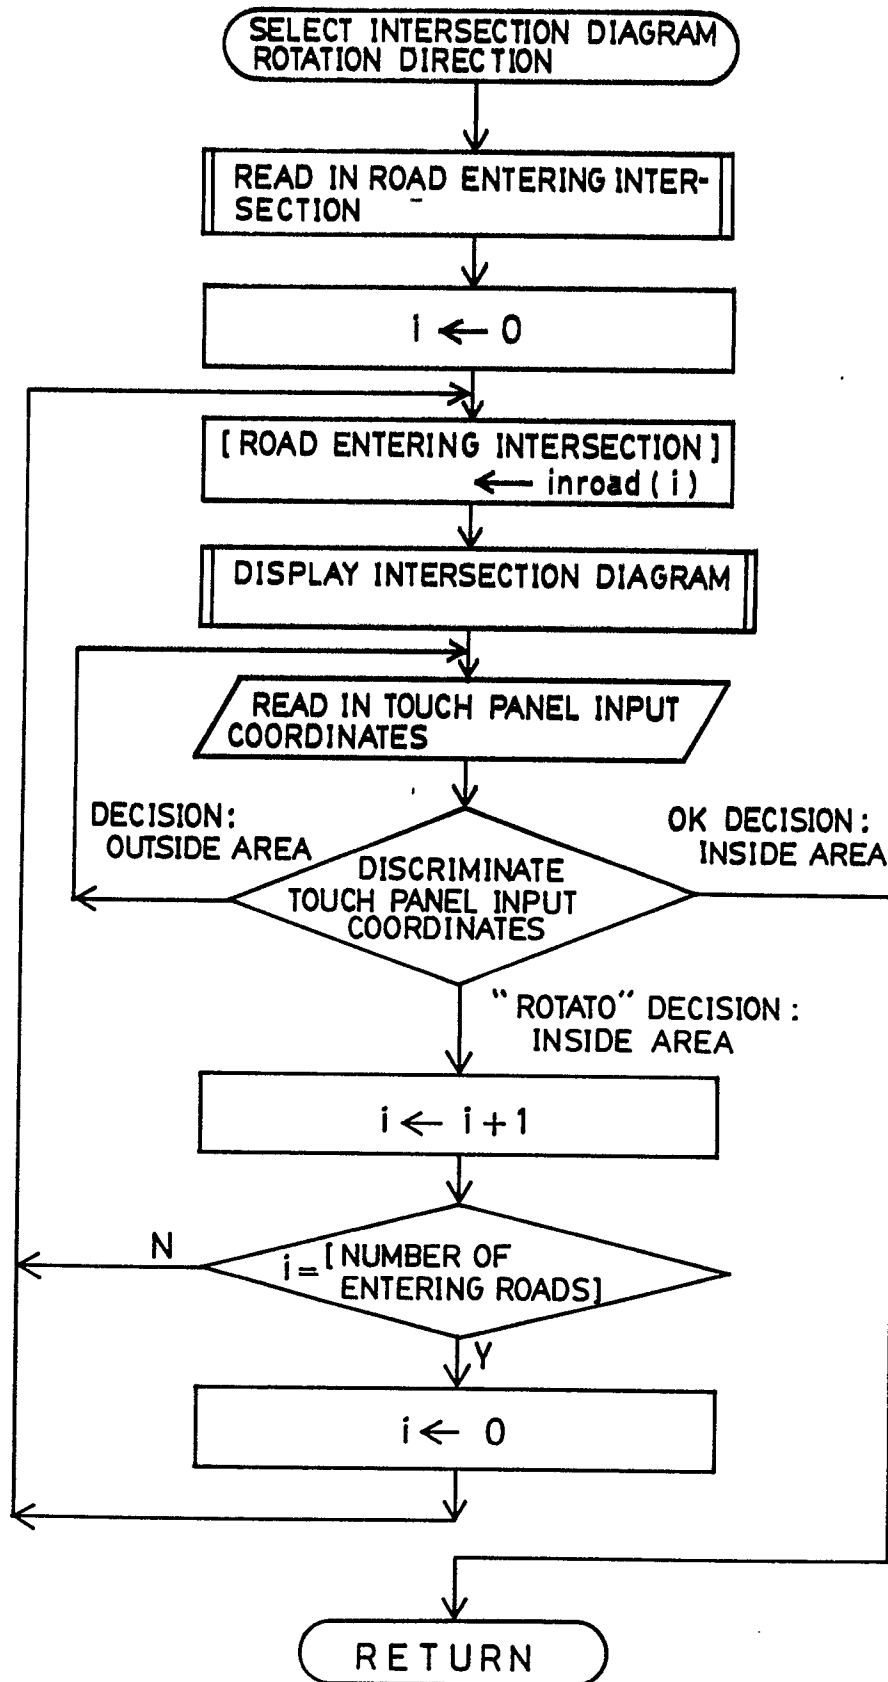 SELECT INTERSECTION DIAGRAM
ROTATION DIRECTION
READ IN ROAD ENTERING INTER-
SECTION
i ← 0
[ROAD ENTERING INTERSECTION]
← inroad(i)
DISPLAY INTERSECTION DIAGRAM
READ IN TOUCH PANEL INPUT
COORDINATES
DECISION:
OUTSIDE AREA
OK DECISION:
INSIDE AREA
DISCRIMINATE
TOUCH PANEL INPUT
COORDINATES
"ROTATO" DECISION:
INSIDE AREA
i ← i+1
N
i=[NUMBER OF
ENTERING ROADS]
Y
i ← 0
RETURN